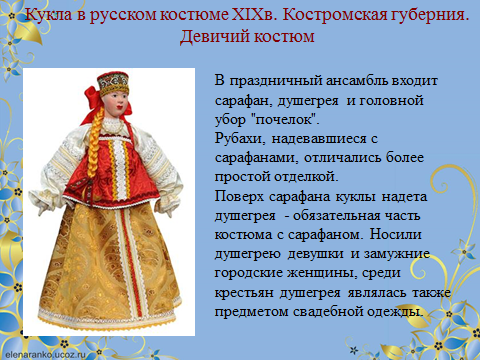 Кукла в русском костюме XIXв. Костромская губерния.
Девичий костюм
В праздничный ансамбль входит
сарафан, душегрея и головной
убор "почелок".
Рубахи, надевавшиеся с
сарафанами, отличались более
простой отделкой.
Поверх сарафана куклы надета
душегрея - обязательная часть
костюма с сарафаном. Носили
душегрею девушки и замужние
городские женщины, среди
крестьян душегрея являлась также
предметом свадебной одежды.
elenaranko.ucoz.ru